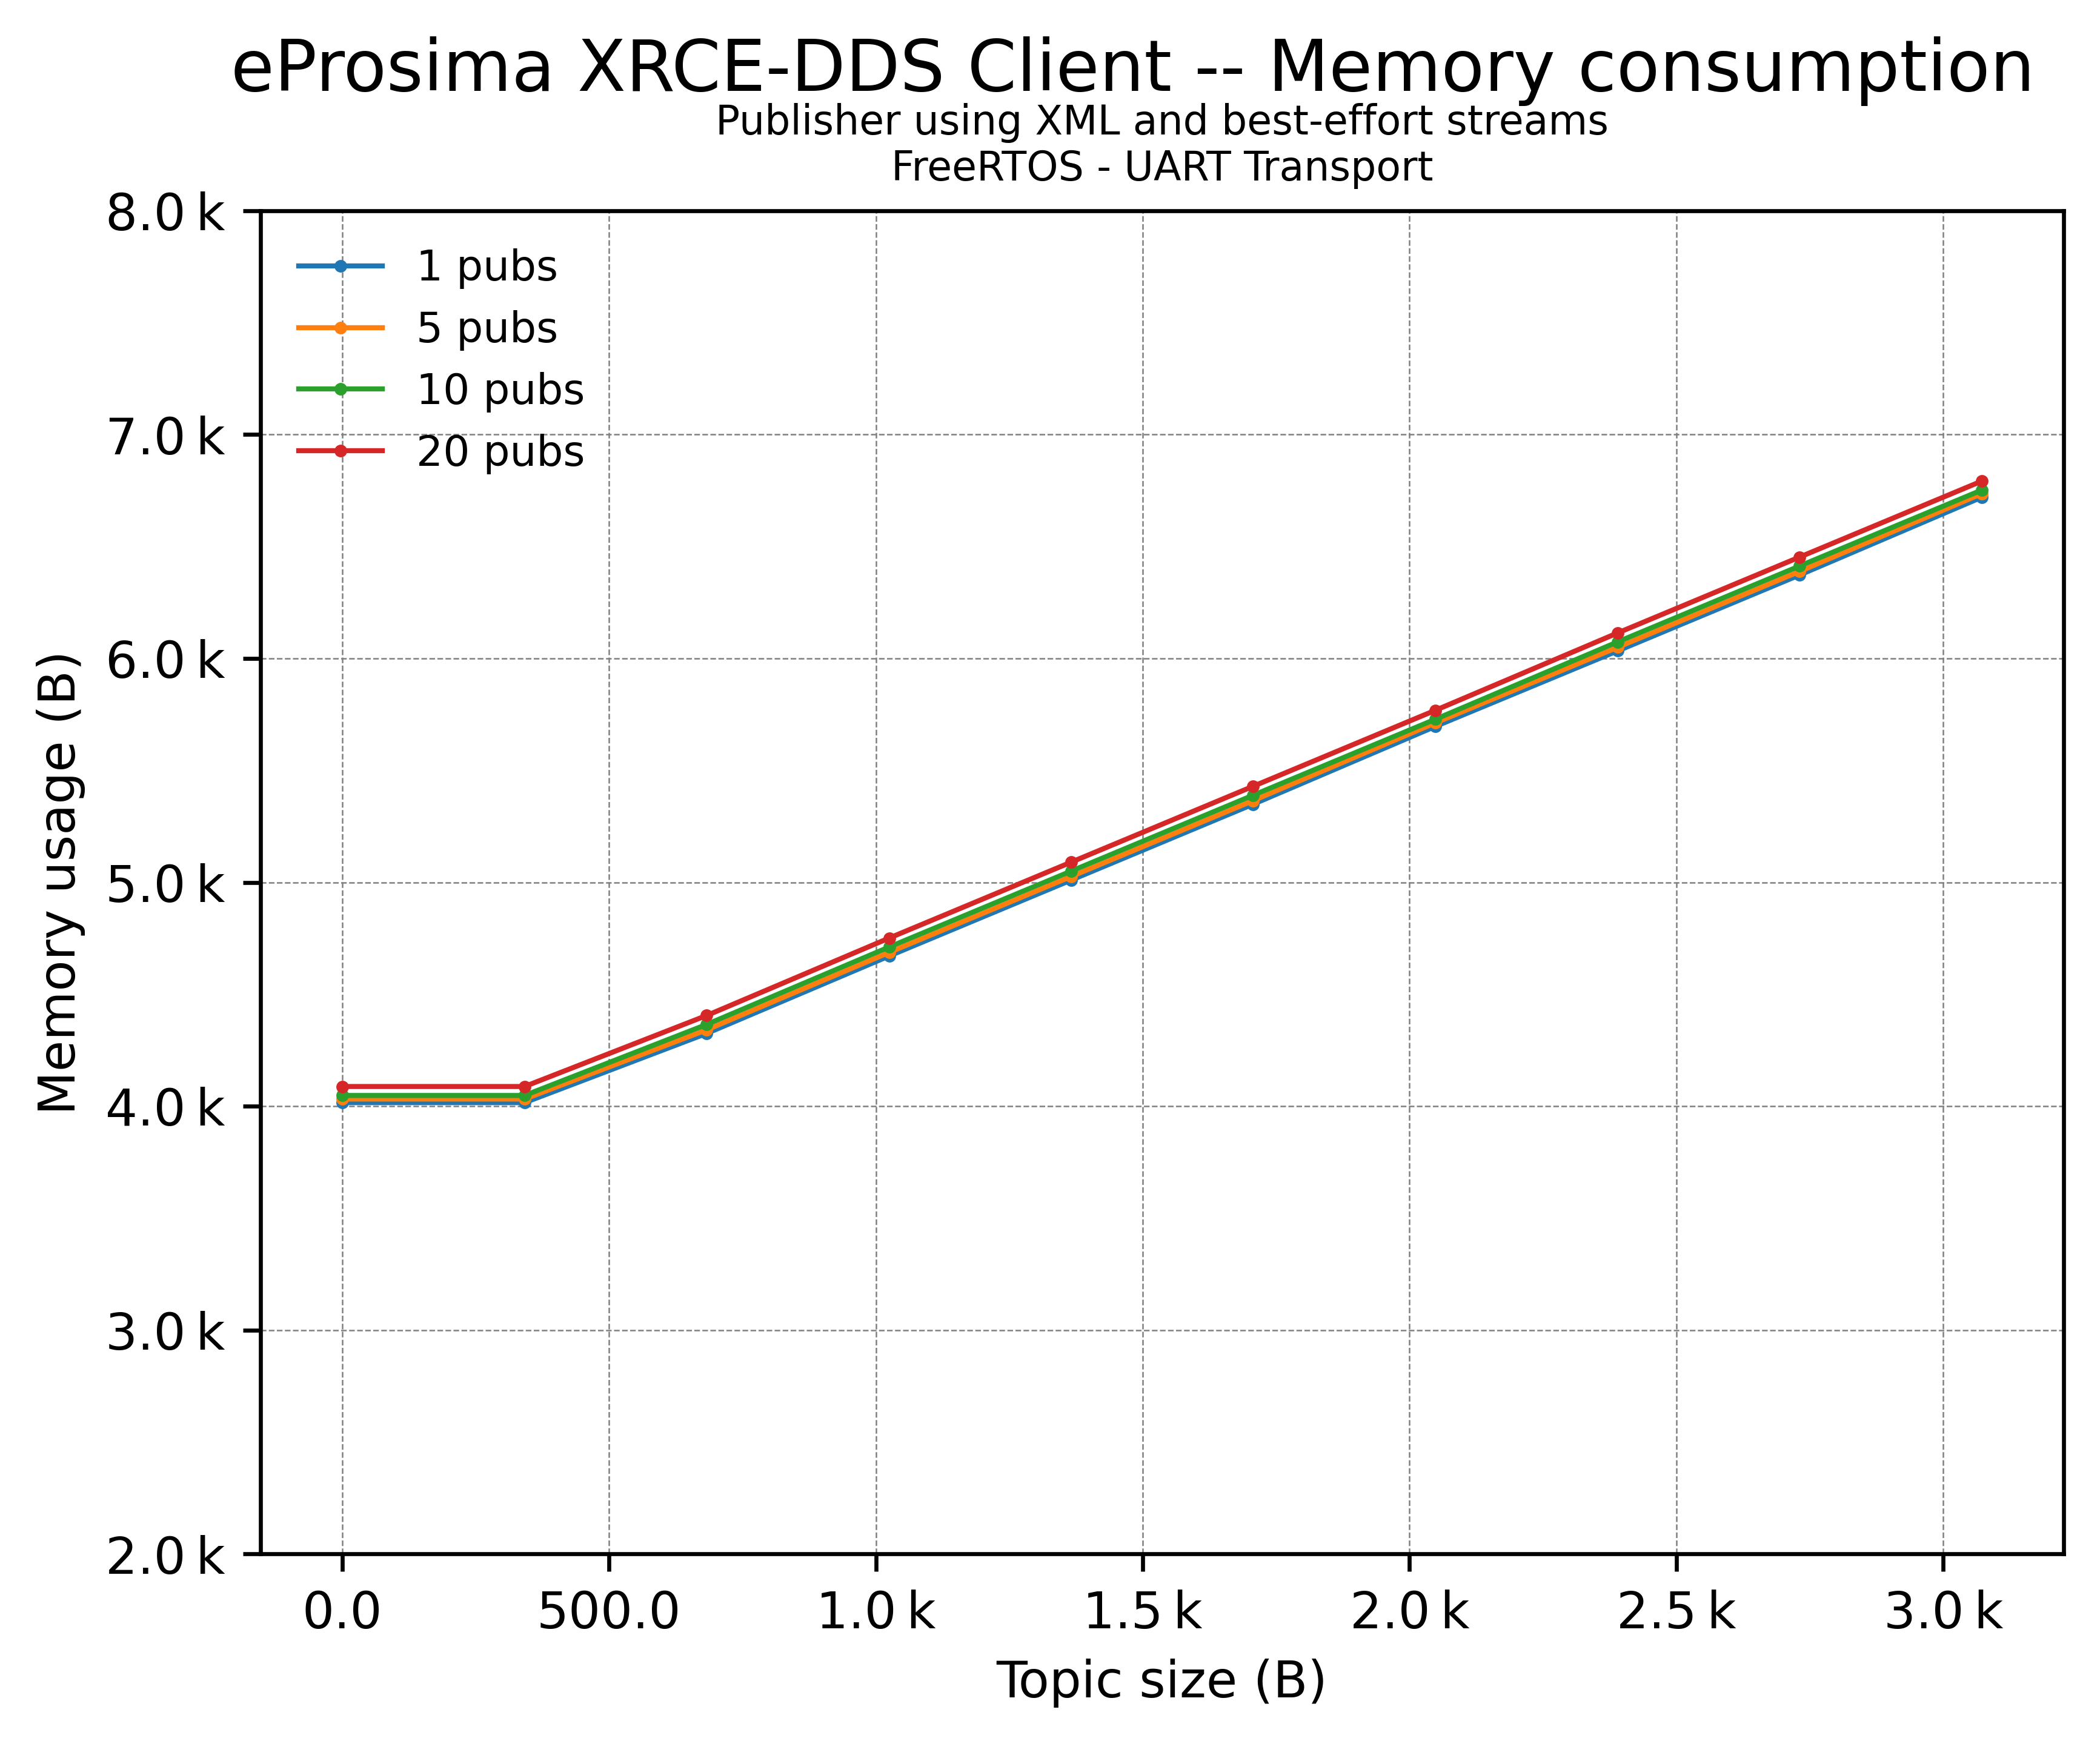 eProsima XRCE-DDS Client -- Memory consumption
Publisher using XML and best-effort streams
FreeRTOS - UART Transport
8.0 k
7.0 k
6.0 k
5.0 k
4.0 k
3.0 k
2.0 k
Memory usage (B)
1 pubs
5 pubs
10 pubs
20 pubs
0.0 500.0 1.0 k 1.5 k 2.0 k 2.5 k 3.0 k
Topic size (B)